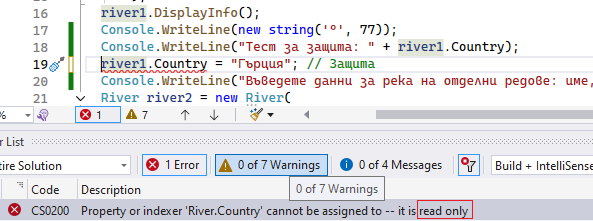 16 river1.DisplayInfo();
17 Console.WriteLine(new string('°', 77));
18 Console.WriteLine("Тест за защита: " + river1.Country);
19 river1.Country = "Гърция"; // Защита
20 Console.WriteLine("Въведете данни за река на отделни редове: име,
21 River river2 = new River(
% 1 7
r List
tire Solution 1 Error 0 of 7 Warnings 0 of 4 Messages Build + IntelliSense
0 of 7 Warnings
Code Description
CS0200 Property or indexer 'River.Country' cannot be assigned to -- it is read only